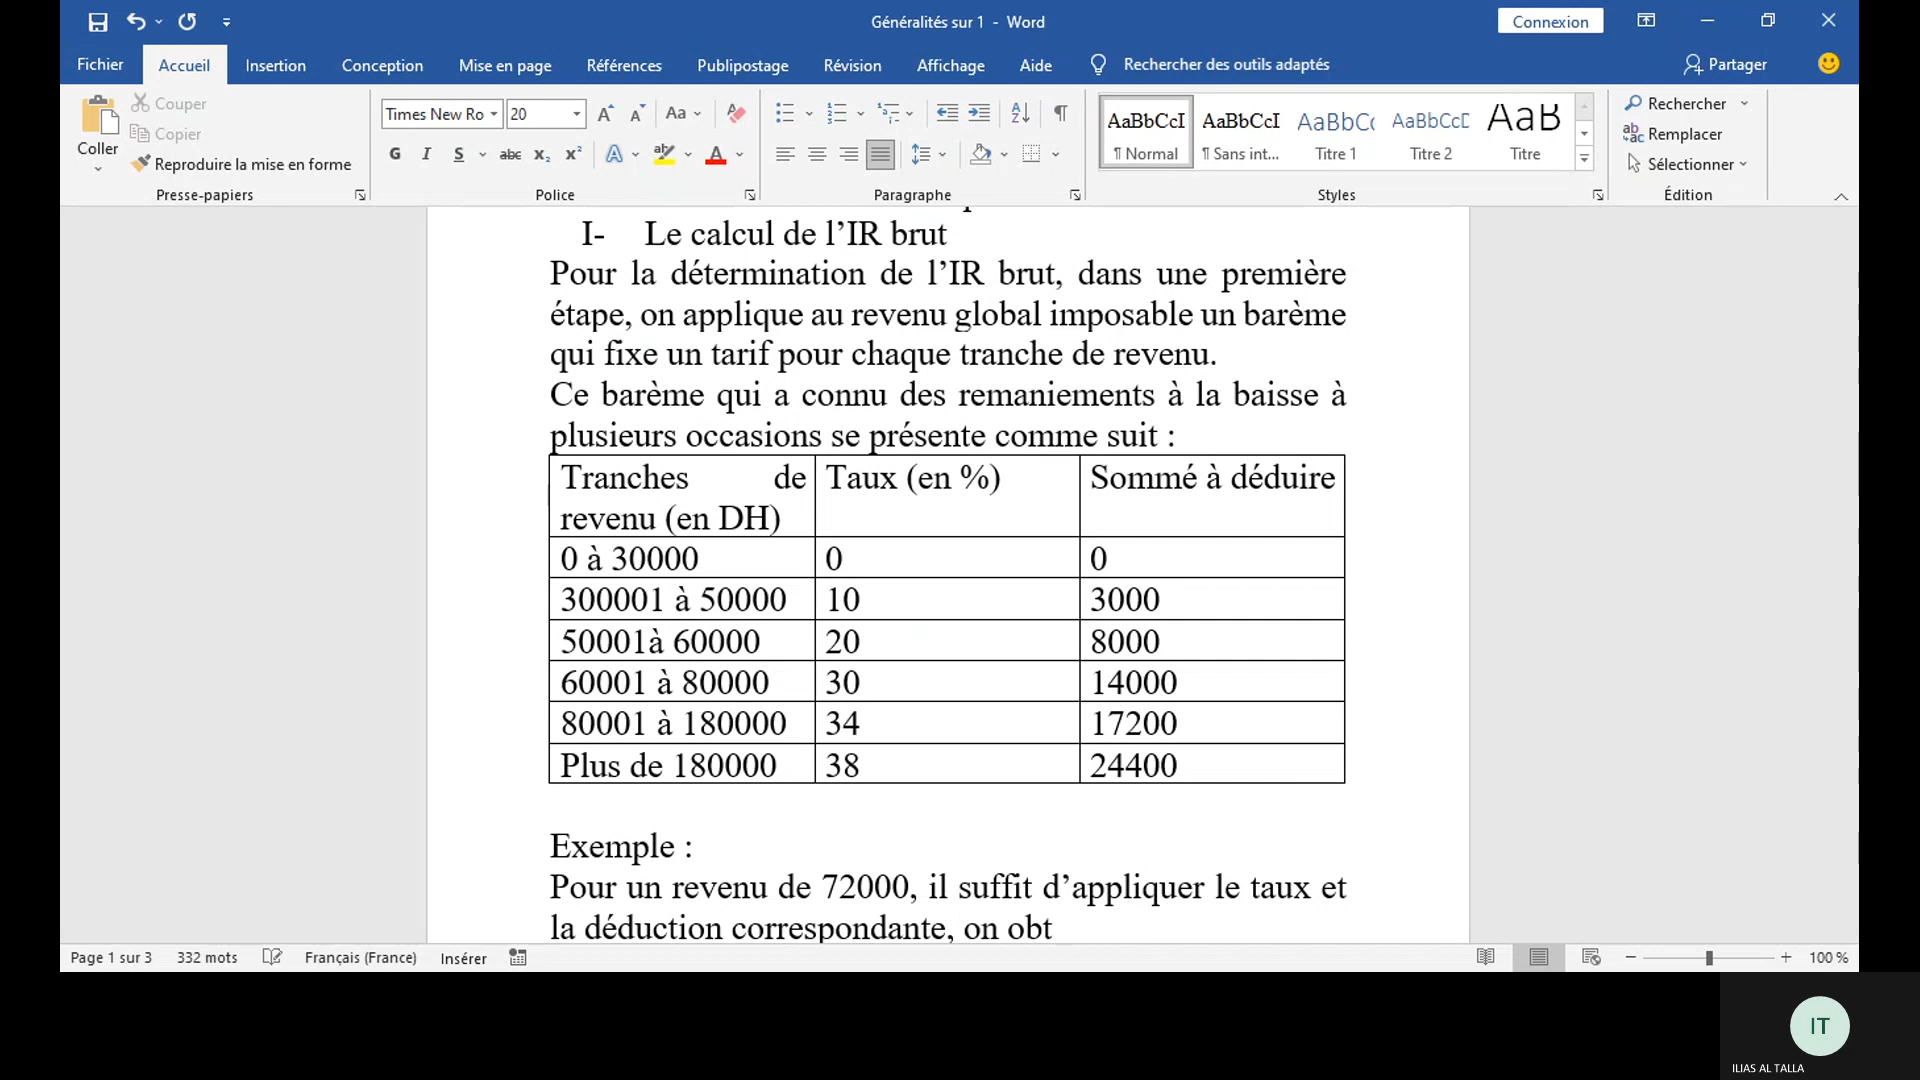 Généralités sur 1 - Word
Connexion
Fichier Accueil Insertion Conception Mise en page Références Publipostage Révision Affichage Aide Rechercher des outils adaptés Partager
Coller
Couper
Copier
Reproduire la mise en forme
Presse-papiers
Times New Ro 20
G I S abc x₂ x²
Police
Paragraphe
AaBbCcI AaBbCcI AaBbCc AaBbCcD AaB
¶ Normal ¶ Sans int... Titre 1 Titre 2 Titre
Styles
Rechercher
Remplacer
Sélectionner
Édition
I- Le calcul de l’IR brut
Pour la détermination de l’IR brut, dans une première
étape, on applique au revenu global imposable un barème
qui fixe un tarif pour chaque tranche de revenu.
Ce barème qui a connu des remaniements à la baisse à
plusieurs occasions se présente comme suit :
Tranches de revenu (en DH) Taux (en %) Sommé à déduire
0 à 30000 0 0
300001 à 50000 10 3000
50001à 60000 20 8000
60001 à 80000 30 14000
80001 à 180000 34 17200
Plus de 180000 38 24400
Exemple :
Pour un revenu de 72000, il suffit d’appliquer le taux et
la déduction correspondante, on obt
Page 1 sur 3 332 mots Français (France) Insérer 100 %
IT
ILIAS AL TALLA